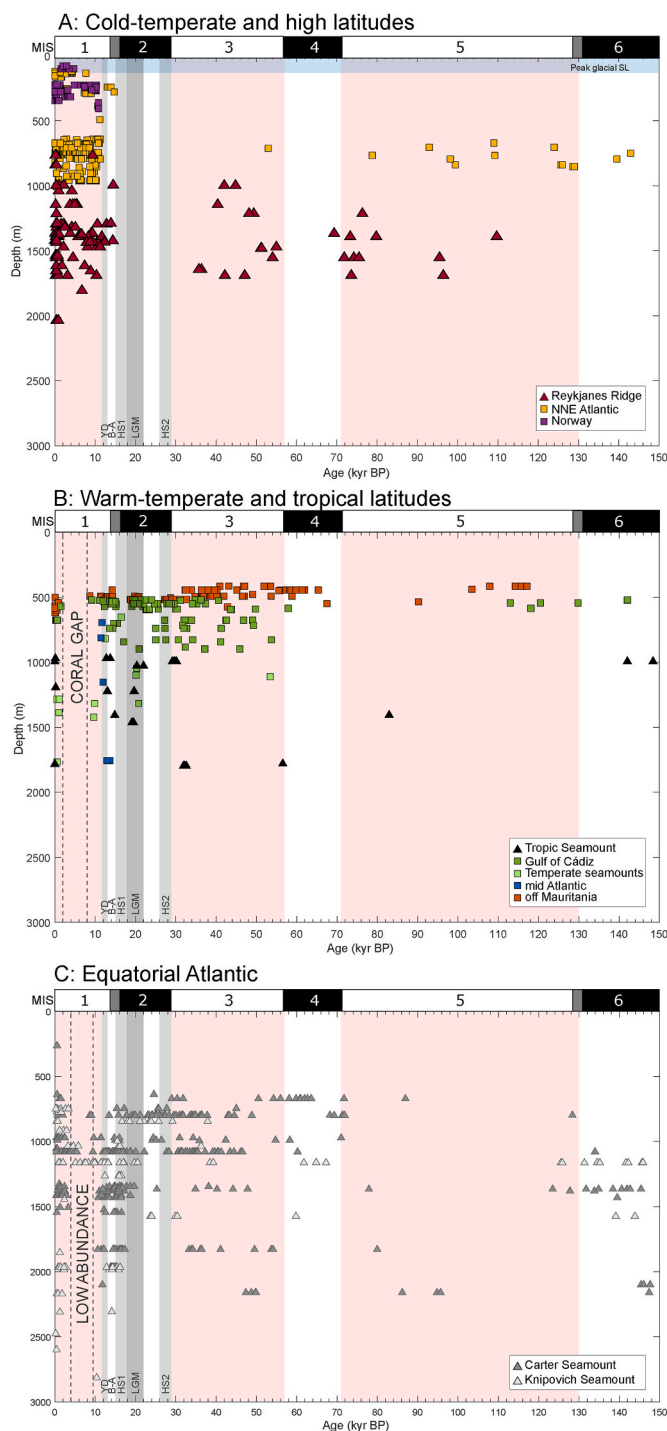 A: Cold-temperate and high latitudes
MIS 1 2 3 4 5 6
Peak glacial SL
0
500
1000
1500
2000
2500
3000
Depth (m)
YD
B-A
HS1
LGM
HS2
Reykjanes Ridge
NNE Atlantic
Norway
0 10 20 30 40 50 60 70 80 90 100 110 120 130 140 150
Age (kyr BP)
B: Warm-temperate and tropical latitudes
MIS 1 2 3 4 5 6
0
500
1000
1500
2000
2500
3000
Depth (m)
CORAL GAP
YD
B-A
HS1
LGM
HS2
Tropic Seamount
Gulf of Cádiz
Temperate seamounts
mid Atlantic
off Mauritania
0 10 20 30 40 50 60 70 80 90 100 110 120 130 140 150
Age (kyr BP)
C: Equatorial Atlantic
MIS 1 2 3 4 5 6
0
500
1000
1500
2000
2500
3000
Depth (m)
LOW ABUNDANCE
YD
B-A
HS1
LGM
HS2
Carter Seamount
Knipovich Seamount
0 10 20 30 40 50 60 70 80 90 100 110 120 130 140 150
Age (kyr BP)